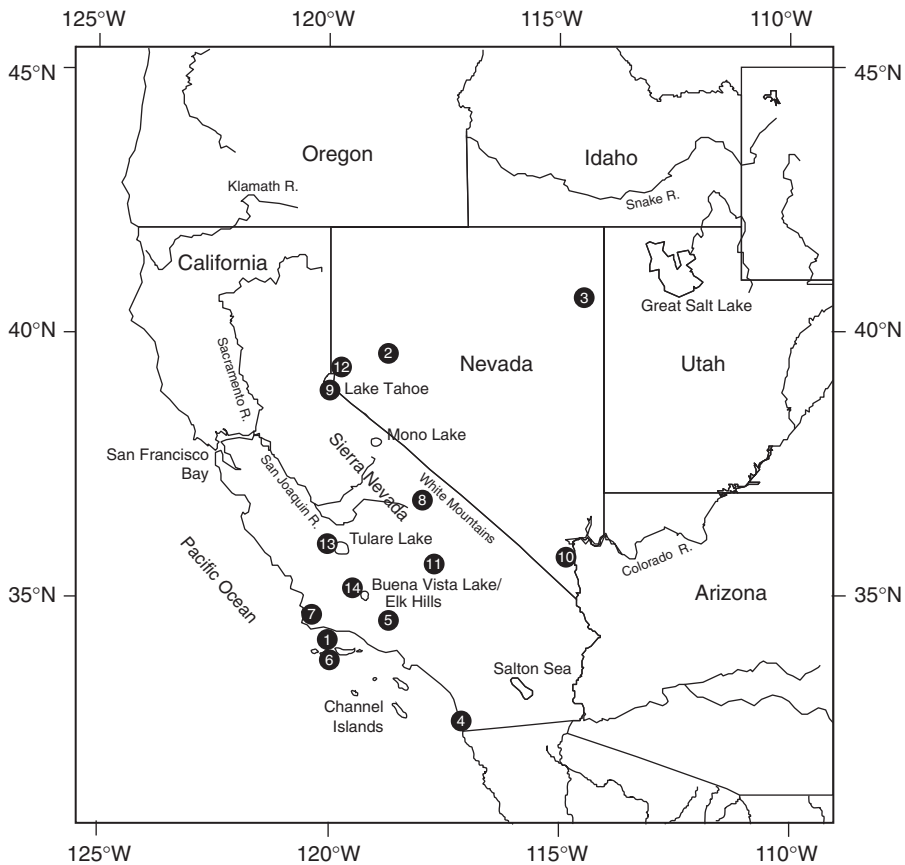 125°W 120°W 115°W 110°W
45°N 45°N
Oregon
Idaho
Klamath R.
Snake R.
California
3
Great Salt Lake
40°N 40°N
Sacramento R.
2
Nevada
Utah
12
9 Lake Tahoe
Mono Lake
San Francisco
Bay
Sierra Nevada
San Joaquin R.
White Mountains
8
13 Tulare Lake
11
10
Colorado R.
Pacific Ocean
14 Buena Vista Lake/
Elk Hills
Arizona
35°N 35°N
7
5
1
6
Salton Sea
Channel
Islands
4
125°W 120°W 115°W 110°W